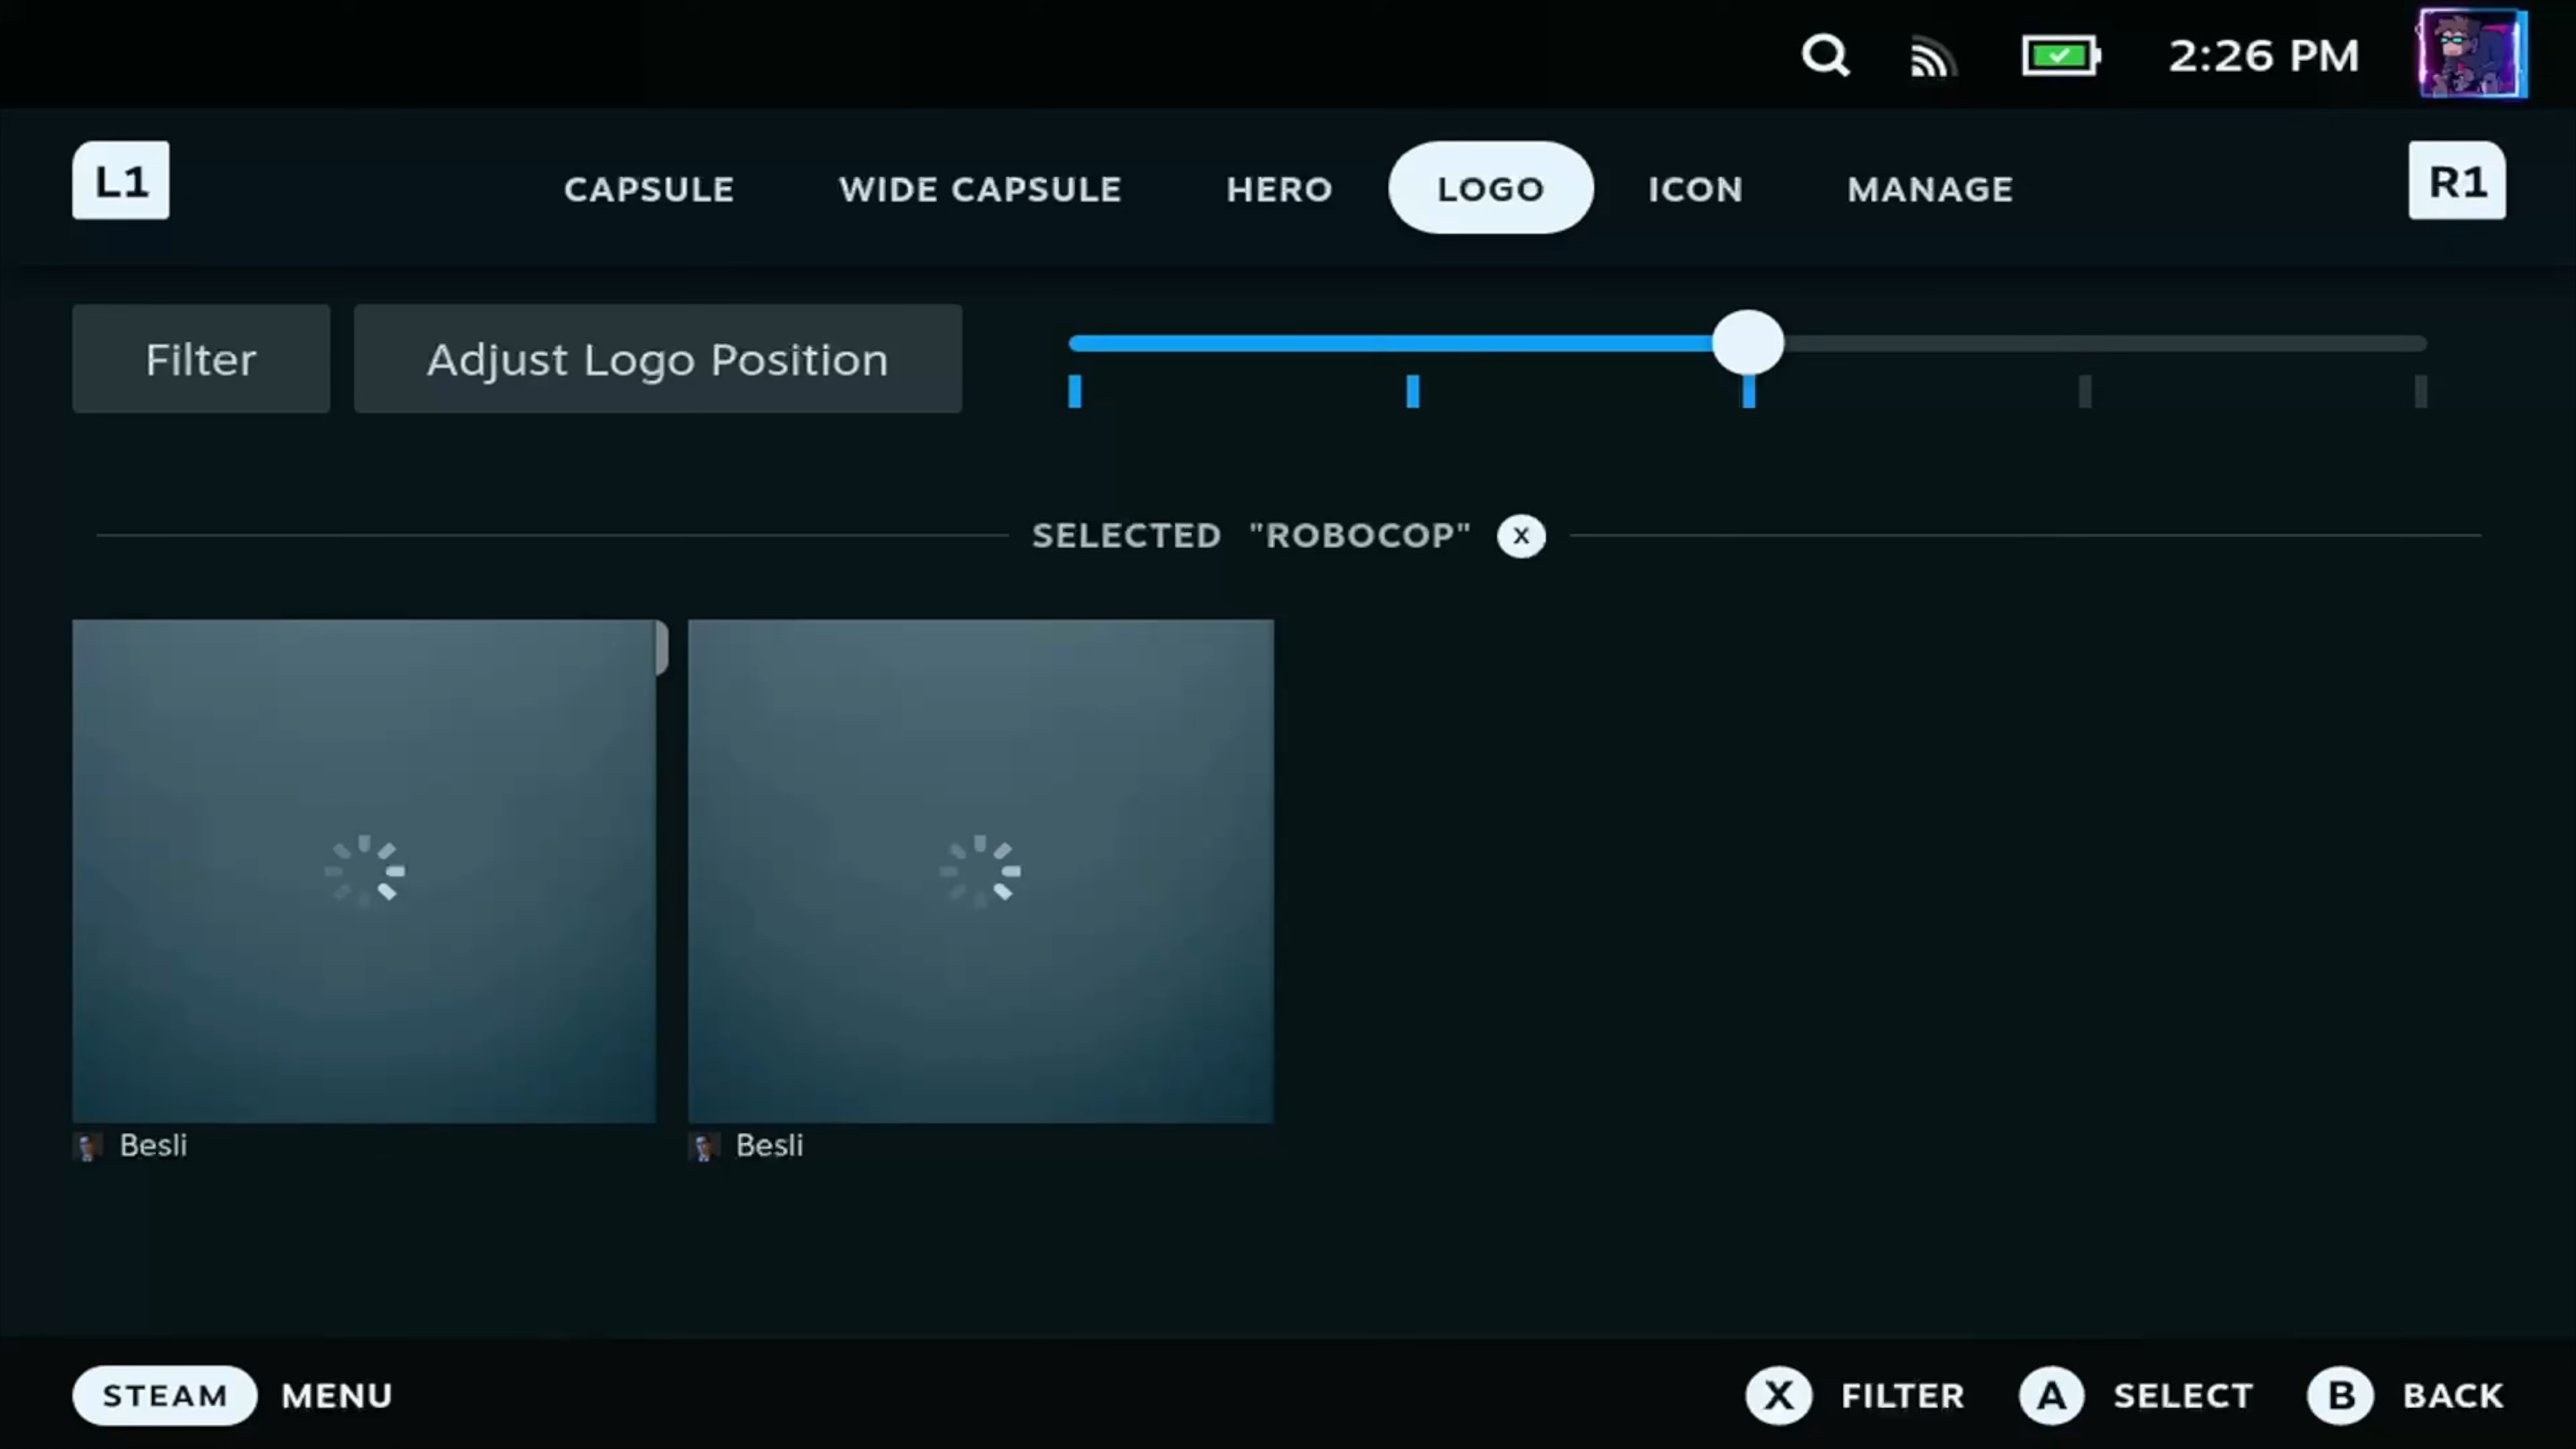 2:26 PM
L1 CAPSULE WIDE CAPSULE HERO LOGO ICON MANAGE R1
Filter Adjust Logo Position
SELECTED "ROBOCOP" X
Besli Besli
STEAM MENU X FILTER A SELECT B BACK